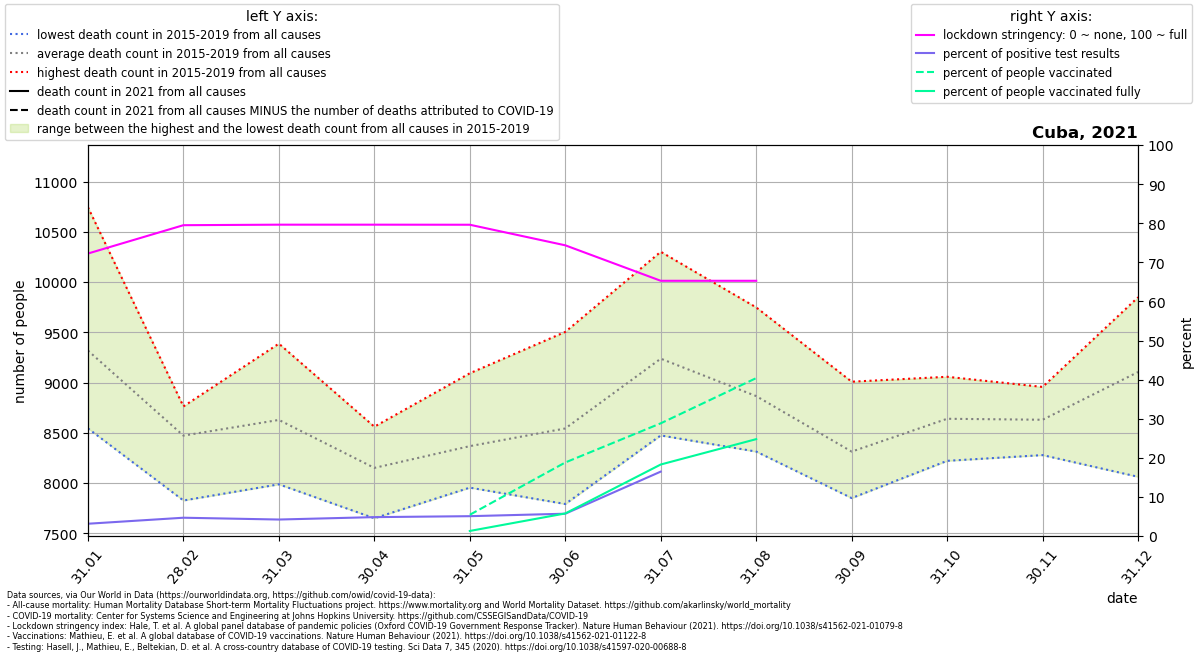 left Y axis:
lowest death count in 2015-2019 from all causes
average death count in 2015-2019 from all causes
highest death count in 2015-2019 from all causes
death count in 2021 from all causes
death count in 2021 from all causes MINUS the number of deaths attributed to COVID-19
range between the highest and the lowest death count from all causes in 2015-2019
right Y axis:
lockdown stringency: 0 ~ none, 100 ~ full
percent of positive test results
percent of people vaccinated
percent of people vaccinated fully
Cuba, 2021
number of people
11000
10500
10000
9500
9000
8500
8000
7500
100
90
80
70
60
50
40
30
20
10
0
percent
31.01
28.02
31.03
30.04
31.05
30.06
31.07
31.08
30.09
31.10
30.11
31.12
date
Data sources, via Our World in Data (https://ourworldindata.org, https://github.com/owid/covid-19-data):
- All-cause mortality: Human Mortality Database Short-term Mortality Fluctuations project. https://www.mortality.org and World Mortality Dataset. https://github.com/akarlinsky/world_mortality
- COVID-19 mortality: Center for Systems Science and Engineering at Johns Hopkins University. https://github.com/CSSEGISandData/COVID-19
- Lockdown stringency index: Hale, T. et al. A global panel database of pandemic policies (Oxford COVID-19 Government Response Tracker). Nature Human Behaviour (2021). https://doi.org/10.1038/s41562-021-01079-8
- Vaccinations: Mathieu, E. et al. A global database of COVID-19 vaccinations. Nature Human Behaviour (2021). https://doi.org/10.1038/s41562-021-01122-8
- Testing: Hasell, J., Mathieu, E., Beltekian, D. et al. A cross-country database of COVID-19 testing. Sci Data 7, 345 (2020). https://doi.org/10.1038/s41597-020-00688-8